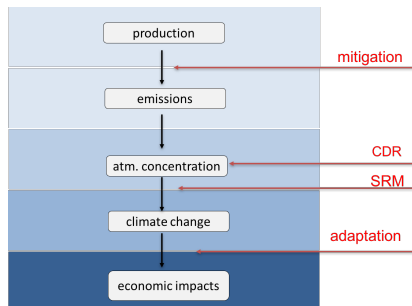 production
mitigation
emissions
CDR
atm. concentration
SRM
climate change
adaptation
economic impacts